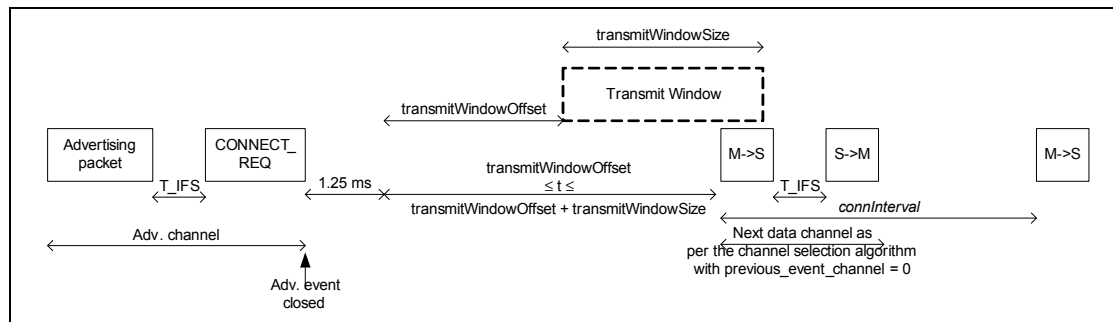 transmitWindowSize
Transmit Window
transmitWindowOffset
Advertising
packet
CONNECT_
REQ
M->S
S->M
M->S
T_IFS
1.25 ms
transmitWindowOffset
≤ t ≤
transmitWindowOffset + transmitWindowSize
T_IFS
connInterval
Adv. channel
Next data channel as
per the channel selection algorithm
with previous_event_channel = 0
Adv. event
closed